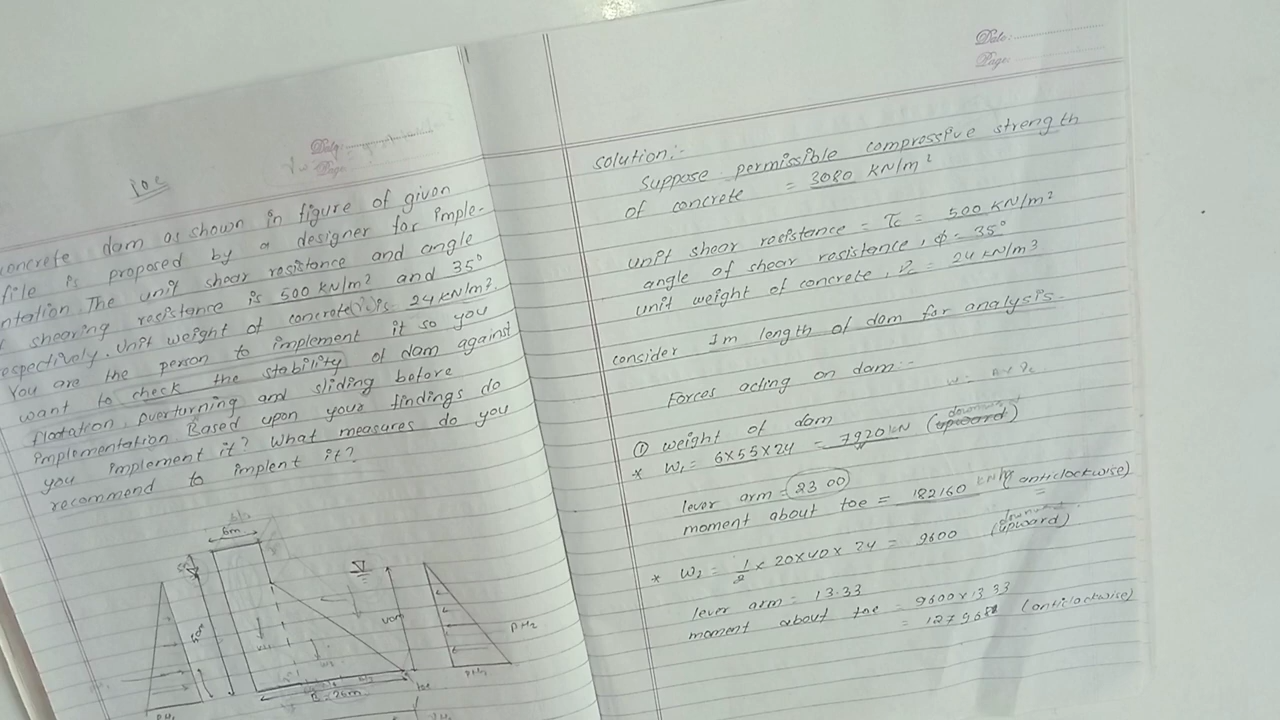 Date:
Page:
ioe
concrete dam as shown in figure of given
file is proposed by a designer for imple-
ntation. The unit shear resistance and angle
shearing resistance is 500 KN/m² and 35°
espectively. Unit weight of concrete is 24 KN/m³.
You are the person to implement it so you
want to check the stability of dam against
floatation, overturning and sliding before
implementation. Based upon your findings do
you implement it? What measures do you
recommend to implent it?
6m
B = 26m
toe
PH2
Date:
Page:
solution:-
Suppose permissible compressive strength
of concrete = 3000 KN/m²
unit shear resistance = τc = 500 KN/m²
angle of shear resistance, φ = 35°
unit weight of concrete, γc = 24 KN/m3
consider 1m length of dam for analysis.
Forces acting on dam:-
① weight of dam
* W₁ = 6×55×24 = 7920 KN (downward)
lever arm = 23.00
moment about toe = 182160 (anticlockwise)
* W₂ = 1/2 × 20×40× 24 = 9600 (downward)
lever arm = 13.33
moment about toe = 9600×13.33
= (anticlockwise)